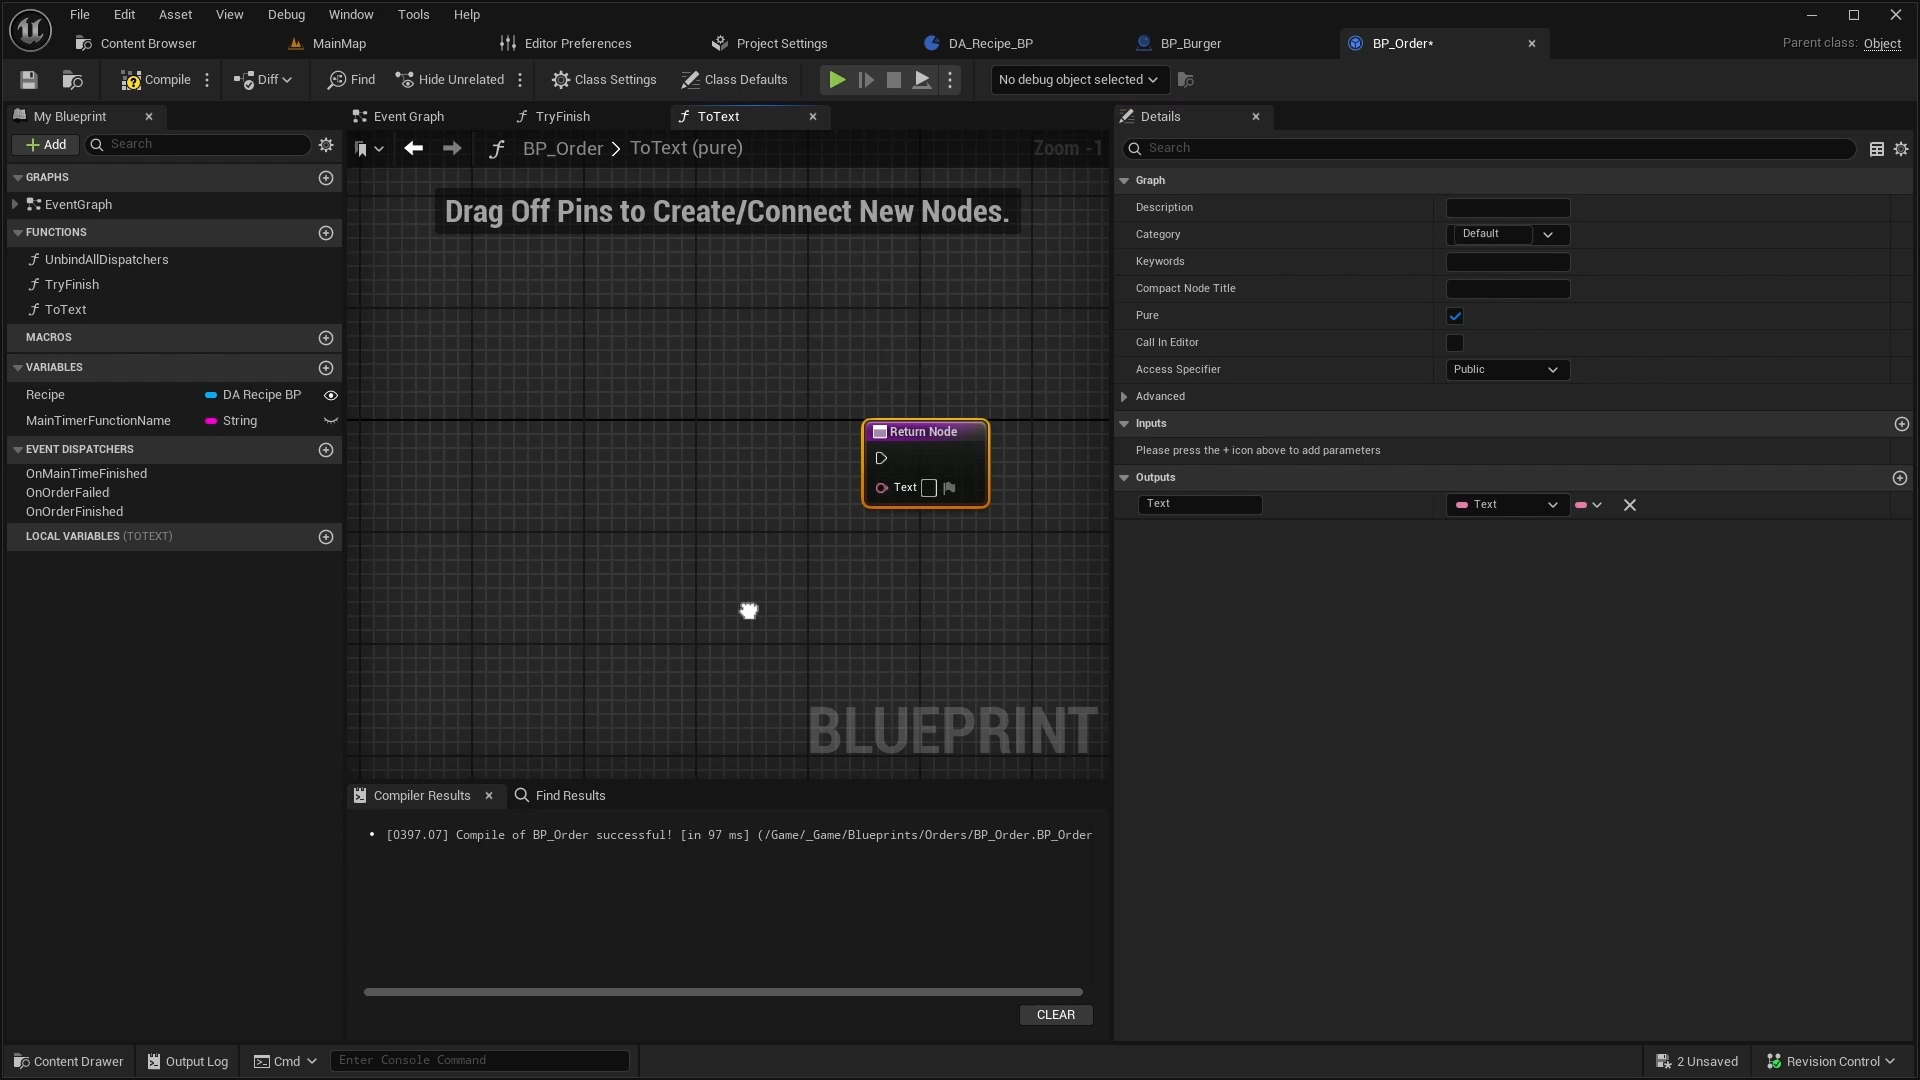 File Edit Asset View Debug Window Tools Help
Content Browser MainMap Editor Preferences Project Settings DA_Recipe_BP BP_Burger BP_Order* Parent class: Object
Compile Diff Find Hide Unrelated Class Settings Class Defaults No debug object selected
My Blueprint Event Graph TryFinish ToText Details
Add Search BP_Order ToText (pure) Zoom -1 Search
GRAPHS
EventGraph
FUNCTIONS
UnbindAllDispatchers
TryFinish
ToText
MACROS
VARIABLES
Recipe DA Recipe BP
MainTimerFunctionName String
EVENT DISPATCHERS
OnMainTimeFinished
OnOrderFailed
OnOrderFinished
LOCAL VARIABLES (TOTEXT)
Drag Off Pins to Create/Connect New Nodes.
Return Node
Text
BLUEPRINT
Compiler Results Find Results
[0397.07] Compile of BP_Order successful! [in 97 ms] (/Game/_Game/Blueprints/Orders/BP_Order.BP_Order
CLEAR
Graph
Description
Category Default
Keywords
Compact Node Title
Pure
Call In Editor
Access Specifier Public
Advanced
Inputs
Please press the + icon above to add parameters
Outputs
Text Text
Content Drawer Output Log Cmd Enter Console Command 2 Unsaved Revision Control